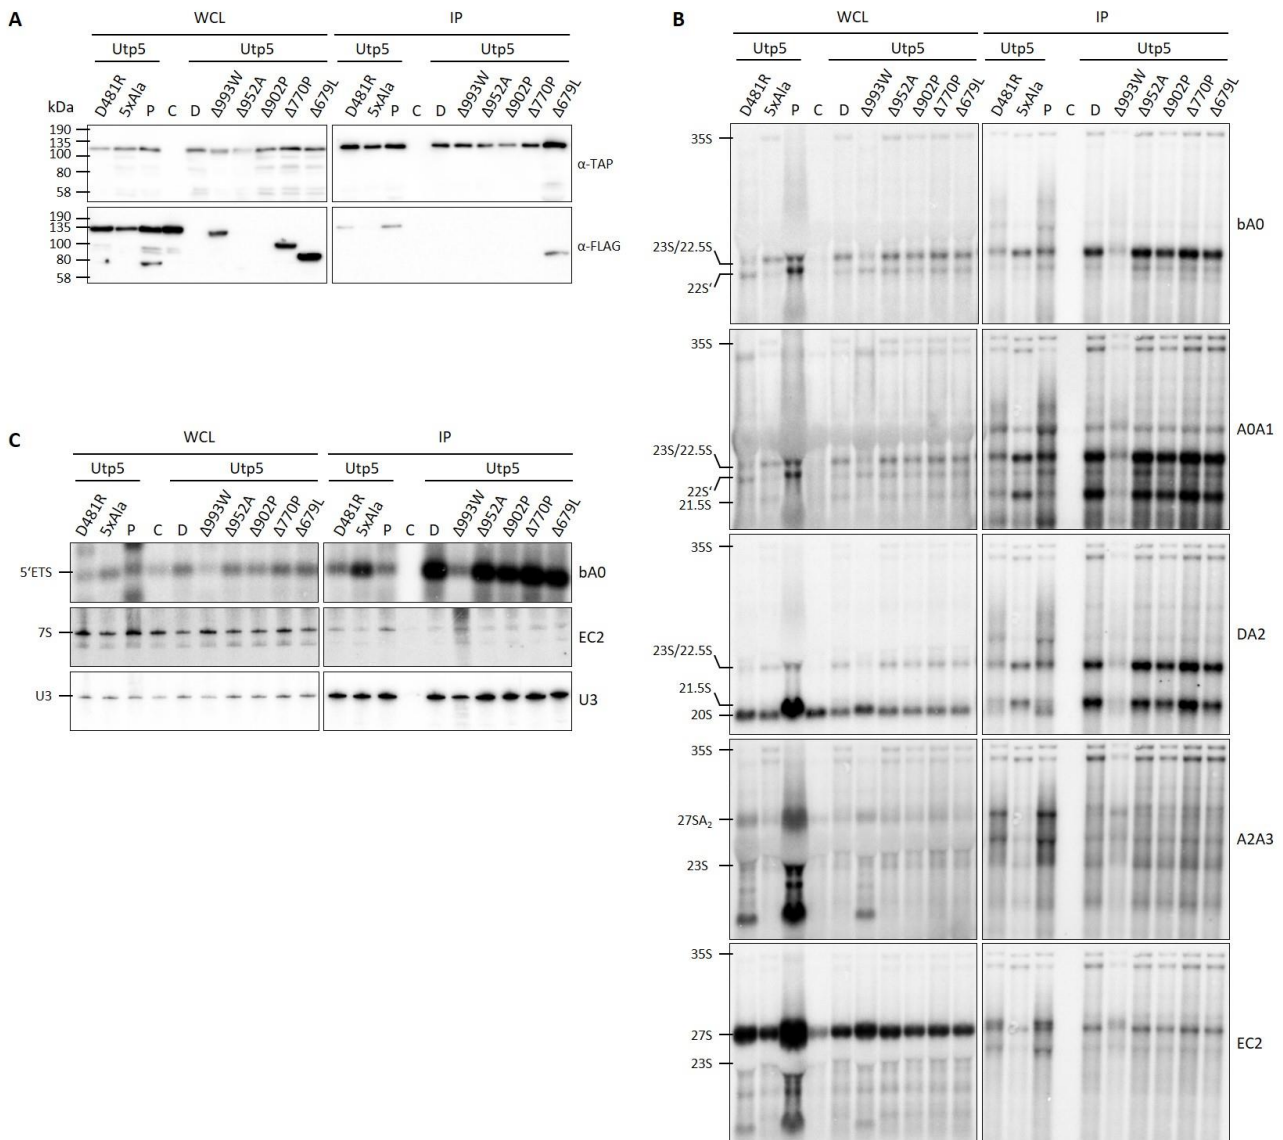 A
WCL IP
Utp5 Utp5 Utp5 Utp5
D481R 5xAla P C D Δ993W Δ952A Δ902P Δ770P Δ679L D481R 5xAla P C D Δ993W Δ952A Δ902P Δ770P Δ679L
kDa
190
135
100
80
58
α-TAP
190
135
100
80
58
α-FLAG
B
WCL IP
Utp5 Utp5 Utp5 Utp5
D481R 5xAla P C D Δ993W Δ952A Δ902P Δ770P Δ679L D481R 5xAla P C D Δ993W Δ952A Δ902P Δ770P Δ679L
35S
bA0
23S/22.5S
22S'
35S
A0A1
23S/22.5S
22S'
21.5S
35S
DA2
23S/22.5S
21.5S
20S
35S
27SA2
A2A3
23S
35S
27S
EC2
23S
C
WCL IP
Utp5 Utp5 Utp5 Utp5
D481R 5xAla P C D Δ993W Δ952A Δ902P Δ770P Δ679L D481R 5xAla P C D Δ993W Δ952A Δ902P Δ770P Δ679L
5'ETS bA0
7S EC2
U3 U3